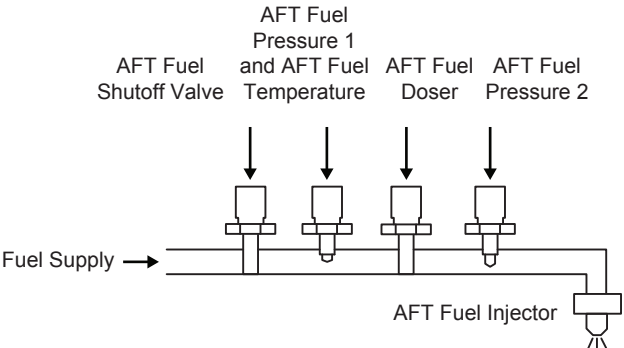 AFT Fuel
Shutoff Valve
AFT Fuel
Pressure 1
and AFT Fuel
Temperature
AFT Fuel
Doser
AFT Fuel
Pressure 2
Fuel Supply
AFT Fuel Injector